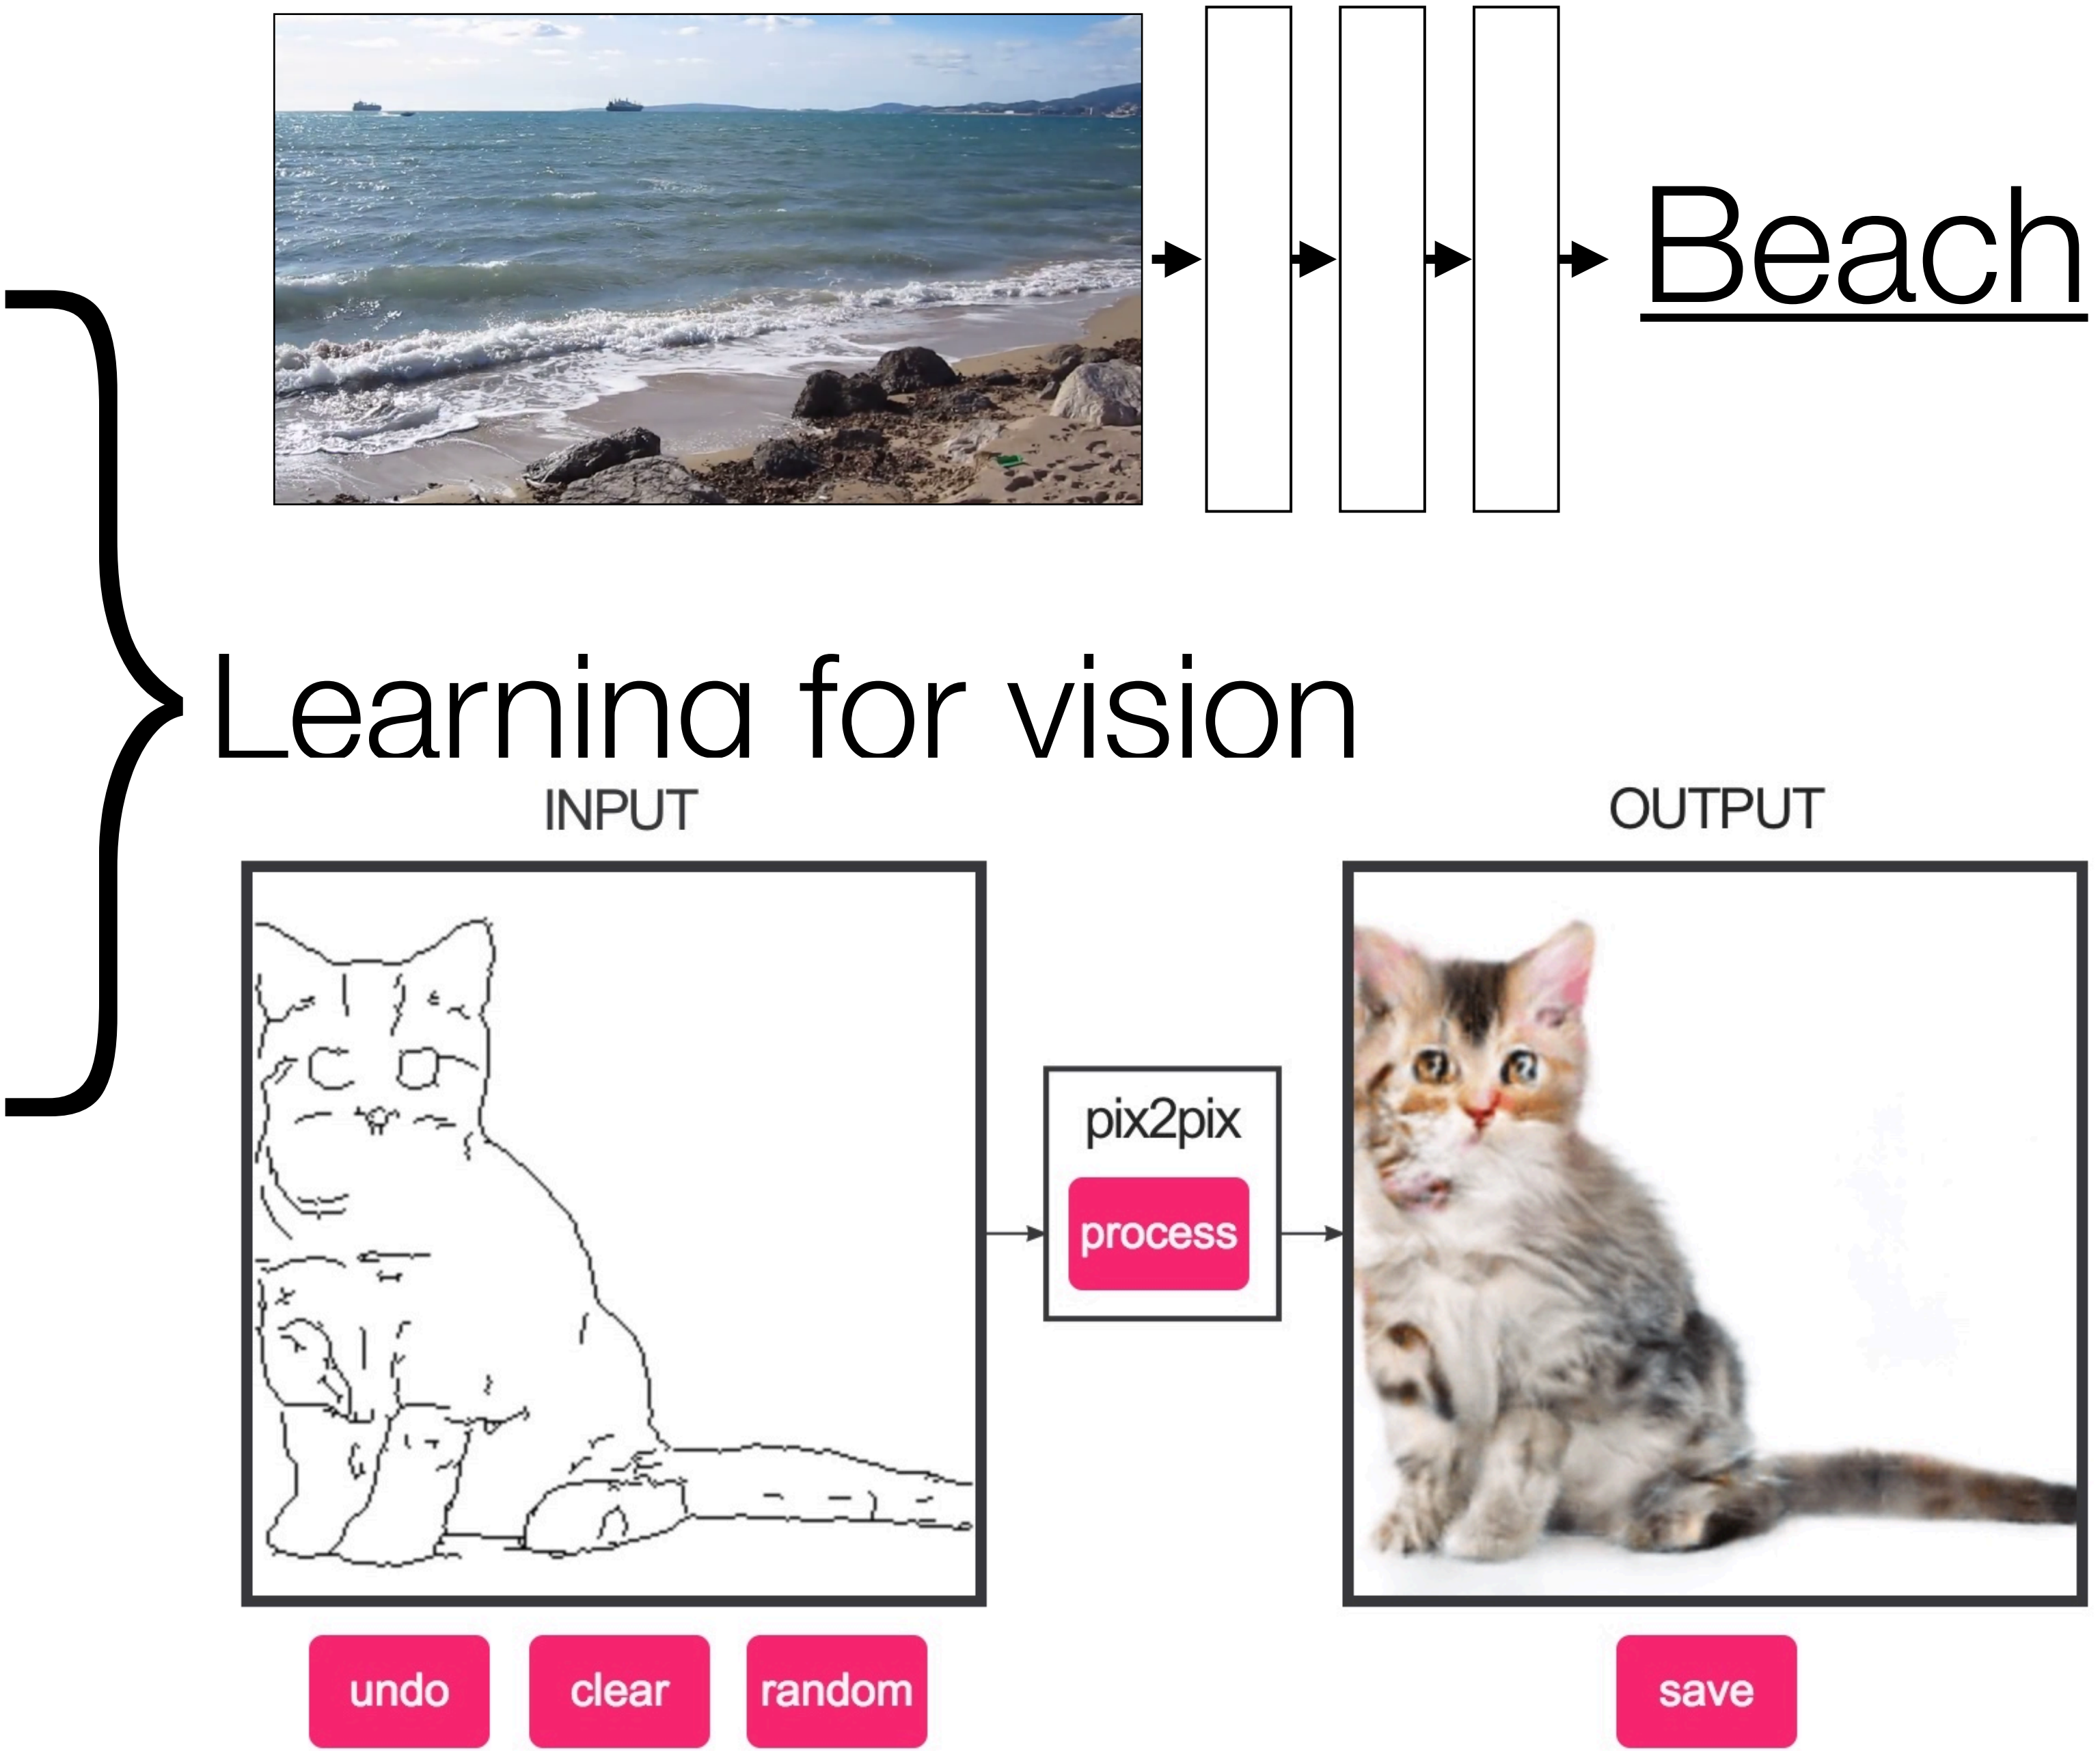 Beach
Learning for vision
INPUT
OUTPUT
pix2pix
process
undo
clear
random
save